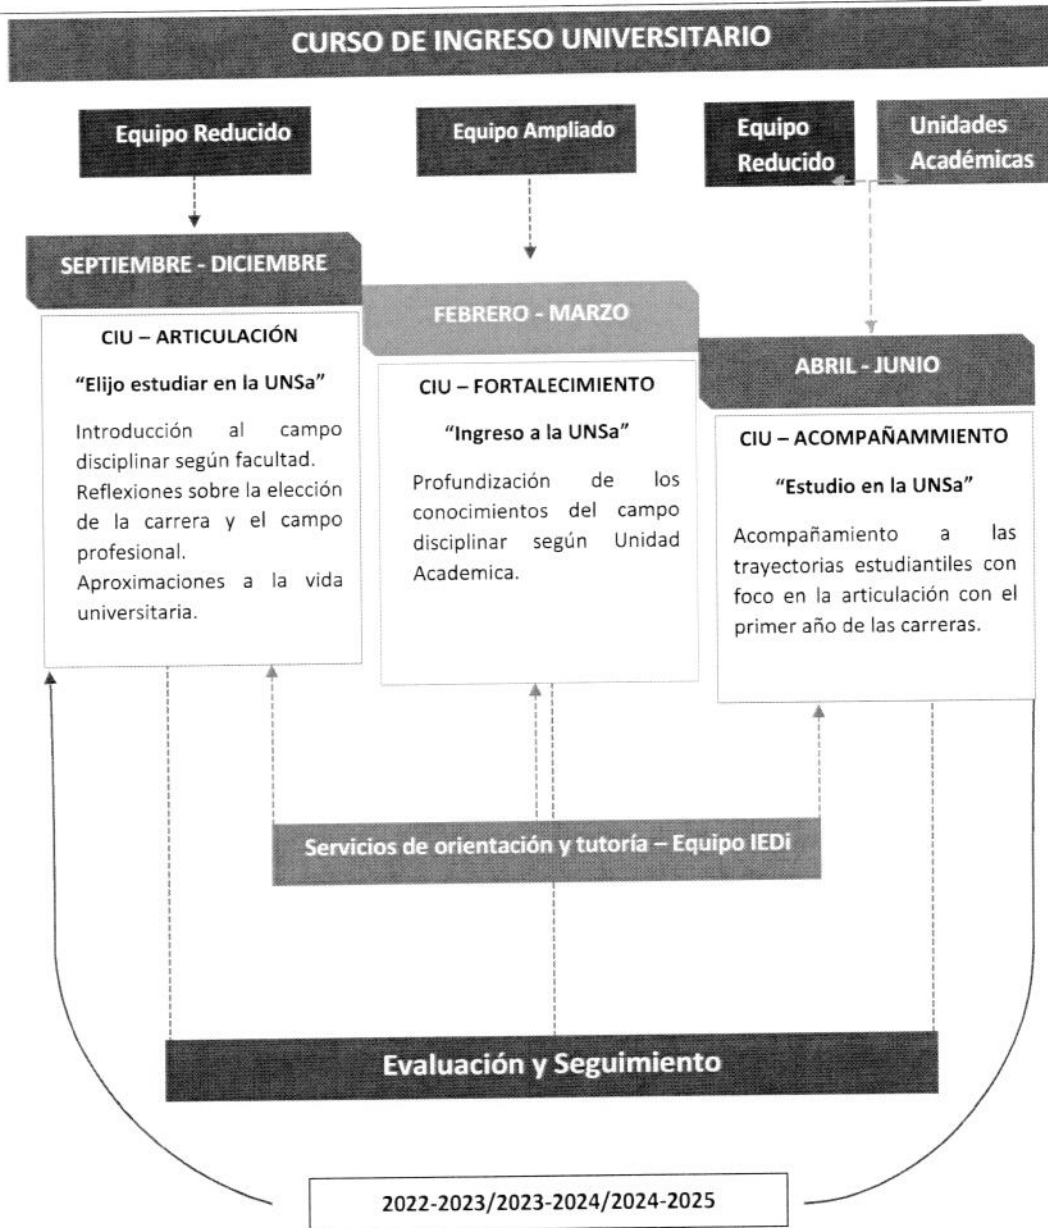 CURSO DE INGRESO UNIVERSITARIO
Equipo Reducido
Equipo Ampliado
Equipo
Reducido
Unidades
Académicas
SEPTIEMBRE - DICIEMBRE
CIU – ARTICULACIÓN
“Elijo estudiar en la UNSa”
Introducción al campo
disciplinar según facultad.
Reflexiones sobre la elección
de la carrera y el campo
profesional.
Aproximaciones a la vida
universitaria.
FEBRERO - MARZO
CIU – FORTALECIMIENTO
“Ingreso a la UNSa”
Profundización de los
conocimientos del campo
disciplinar según Unidad
Academica.
ABRIL - JUNIO
CIU – ACOMPAÑAMMIENTO
“Estudio en la UNSa”
Acompañamiento a las
trayectorias estudiantiles con
foco en la articulación con el
primer año de las carreras.
Servicios de orientación y tutoría – Equipo IEDi
Evaluación y Seguimiento
2022-2023/2023-2024/2024-2025